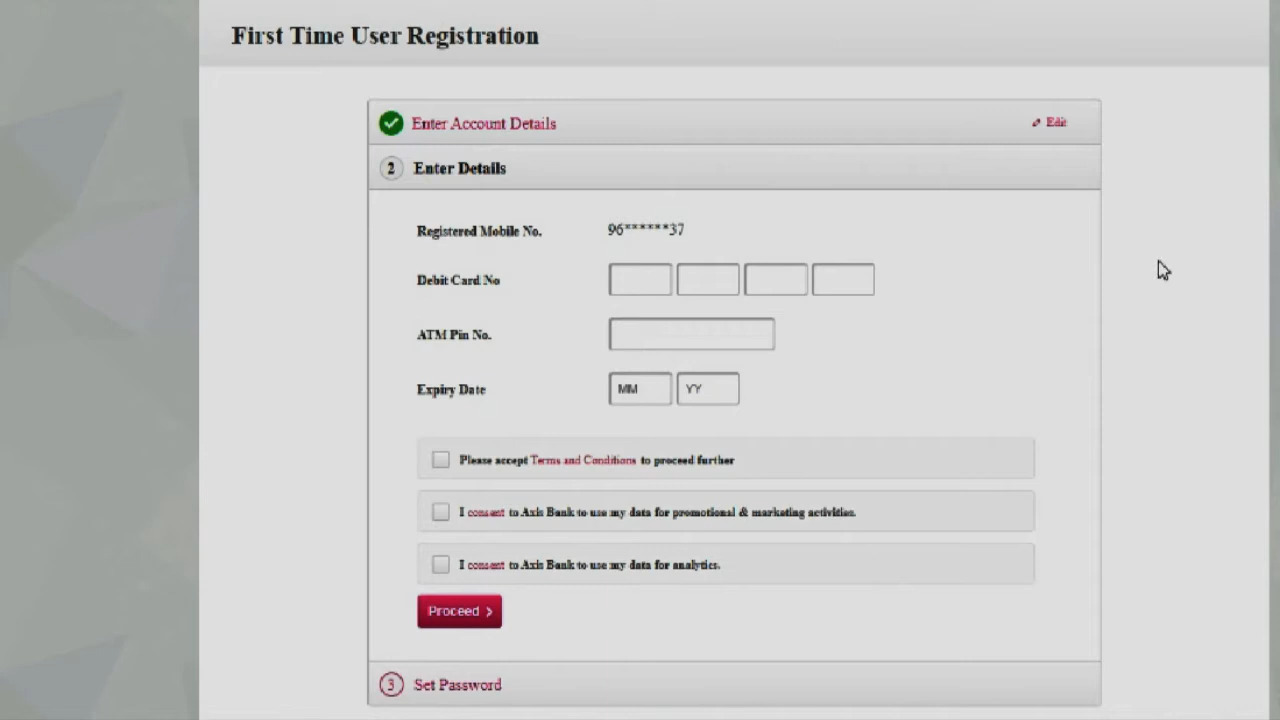 First Time User Registration
Enter Account Details
Edit
2 Enter Details
Registered Mobile No. 96******37
Debit Card No
ATM Pin No.
Expiry Date MM YY
Please accept Terms and Conditions to proceed further
I consent to Axis Bank to use my data for promotional & marketing activities.
I consent to Axis Bank to use my data for analytics.
Proceed >
3 Set Password